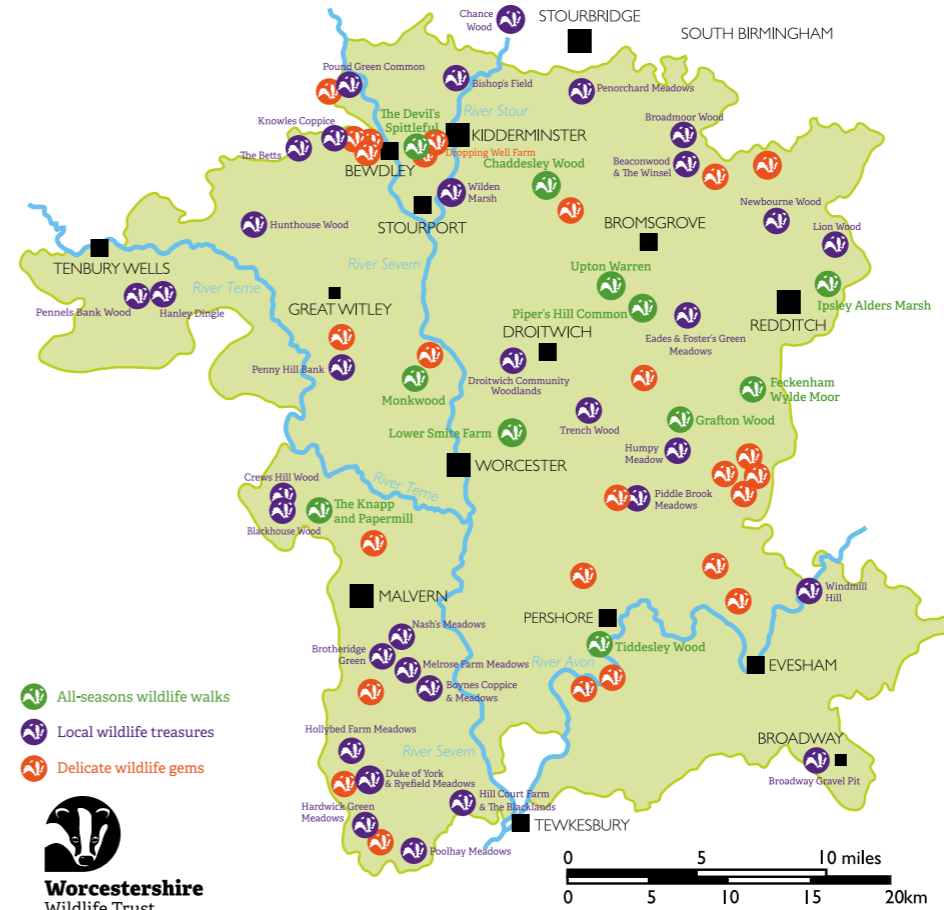 Chance
Wood
STOURBRIDGE
SOUTH BIRMINGHAM
Pound Green Common
Bishop's Field
Penorchard Meadows
River Stour
The Devil's
Spittleful
Knowles Coppice
KIDDERMINSTER
Broadmoor Wood
The Betts
Dropping Well Farm
BEWDLEY
Chaddesley Wood
Beaconwood
& The Winsel
Wilden
Marsh
Newbourne Wood
Hunthouse Wood
STOURPORT
BROMSGROVE
Lion Wood
TENBURY WELLS
River Severn
Upton Warren
River Teme
Pennels Bank Wood
Hanley Dingle
GREAT WITLEY
Piper's Hill Common
Ipsley Alders Marsh
REDDITCH
DROITWICH
Eades & Foster's Green
Meadows
Penny Hill Bank
Droitwich Community
Woodlands
Monkwood
Feckenham
Wylde Moor
Trench Wood
Grafton Wood
Lower Smite Farm
Humpy
Meadow
WORCESTER
Crews Hill Wood
River Teme
Piddle Brook
Meadows
The Knapp
and Papermill
Blackhouse Wood
MALVERN
Windmill
Hill
PERSHORE
Nash's Meadows
Tiddesley Wood
Brotheridge
Green
Melrose Farm Meadows
River Avon
EVESHAM
Boynes Coppice
& Meadows
All-seasons wildlife walks
Local wildlife treasures
Delicate wildlife gems
Hollybed Farm Meadows
River Severn
BROADWAY
Duke of York
& Ryefield Meadows
Broadway Gravel Pit
Hill Court Farm
& The Blacklands
Hardwick Green
Meadows
TEWKESBURY
Poolhay Meadows
0 5 10 miles
0 5 10 15 20km
Worcestershire
Wildlife Trust